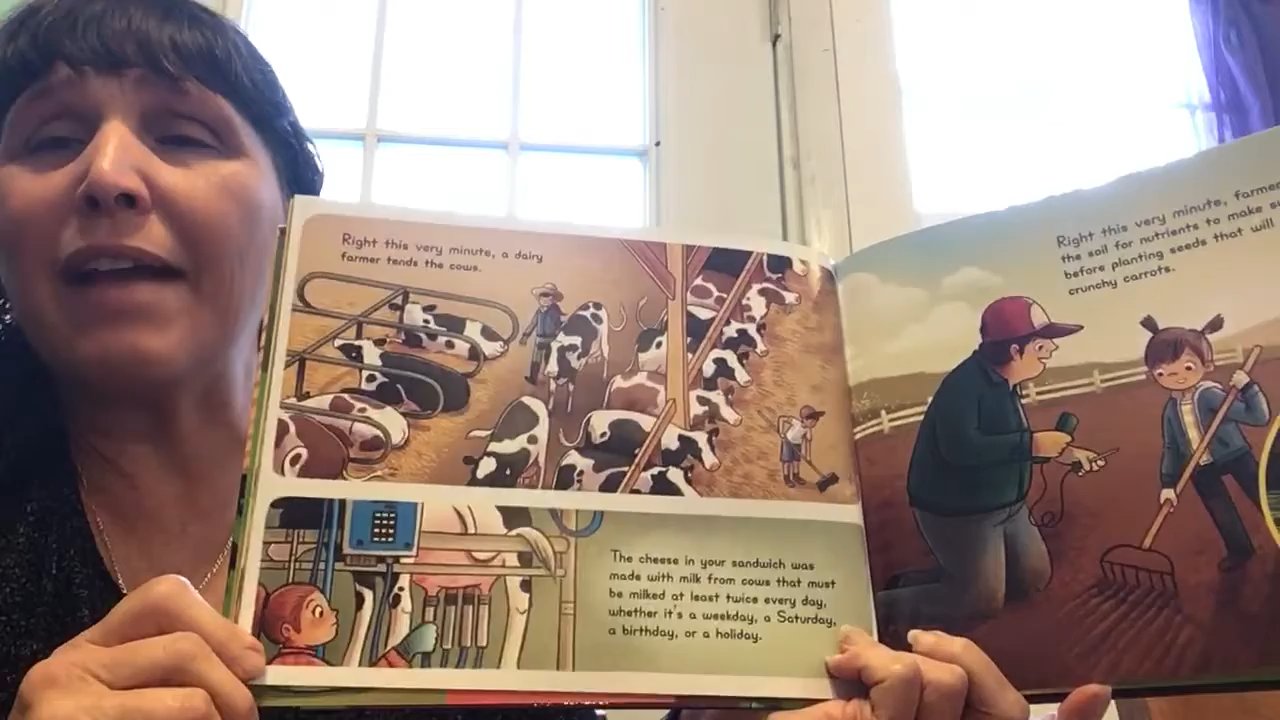 Right this very minute, a dairy
farmer tends the cows.
The cheese in your sandwich was
made with milk from cows that must
be milked at least twice every day,
whether it's a weekday, a Saturday,
a birthday, or a holiday.
Right this very minute,
the soil for nutrients to make
before planting seeds that will
crunchy carrots.